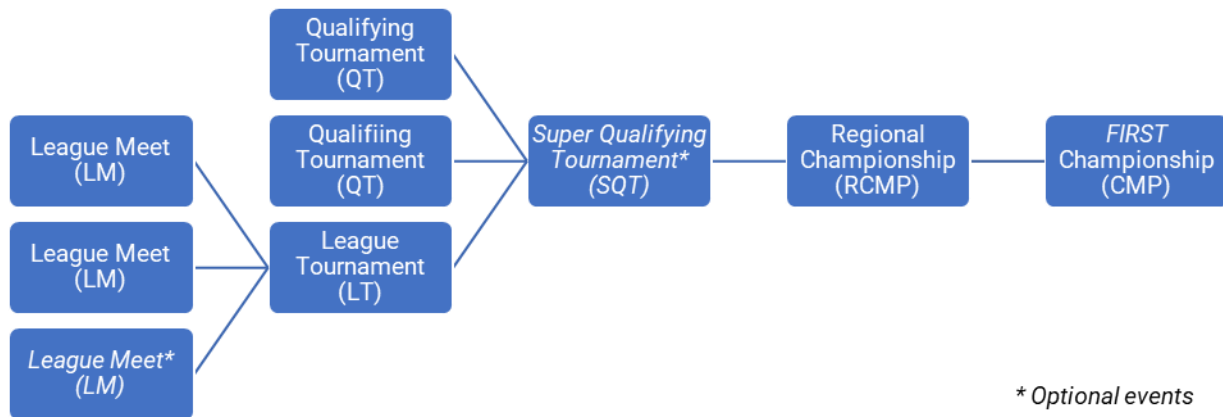 Qualifying
Tournament
(QT)
League Meet
(LM)
Qualifiing
Tournament
(QT)
Super Qualifying
Tournament*
(SQT)
Regional
Championship
(RCMP)
FIRST
Championship
(CMP)
League Meet
(LM)
League
Tournament
(LT)
League Meet*
(LM)
* Optional events